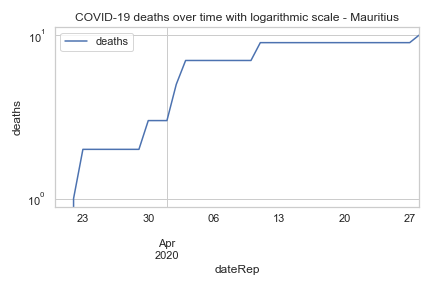 COVID-19 deaths over time with logarithmic scale - Mauritius
10¹
deaths
deaths
10⁰
23 30 06 13 20 27
Apr
2020
dateRep